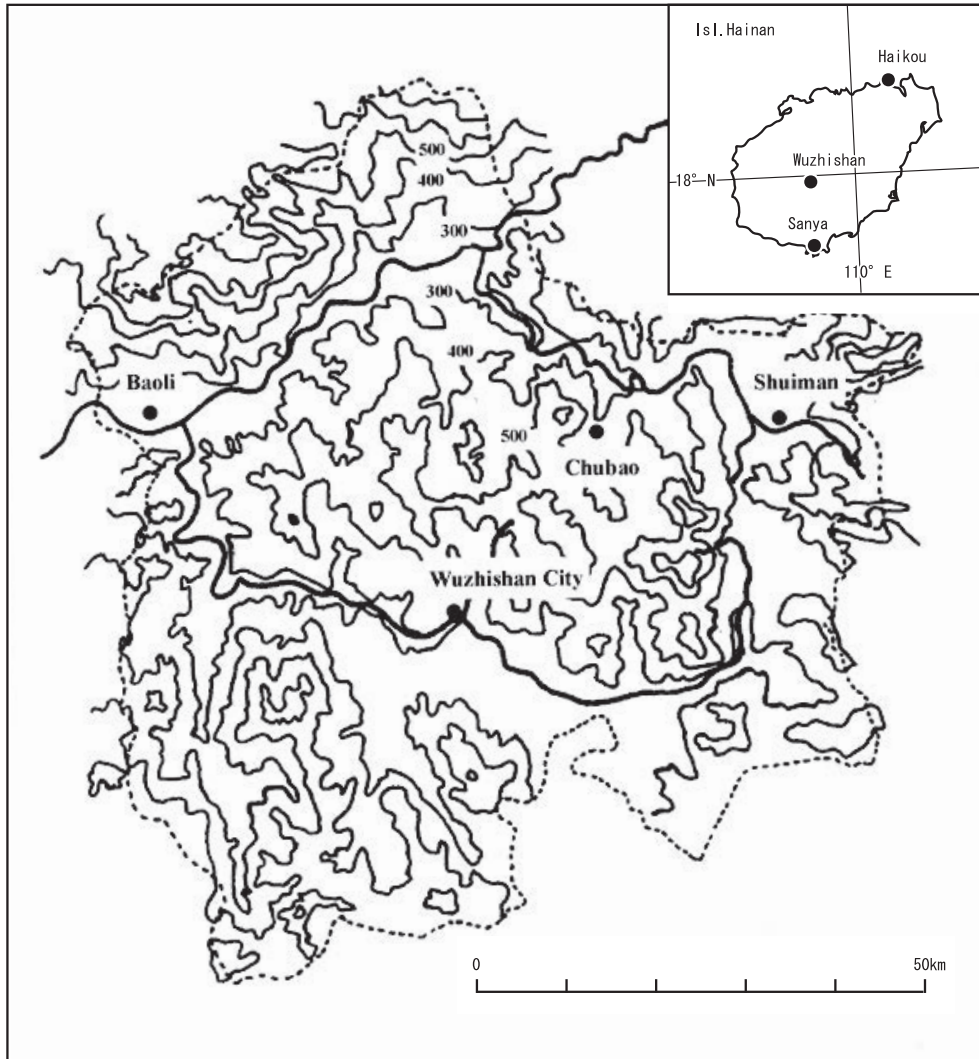 Isl.Hainan
Haikou
Wuzhishan
18° N
Sanya
110° E
500
400
300
300
400
Baoli
Shuiman
500
Chubao
Wuzhishan City
0
50km